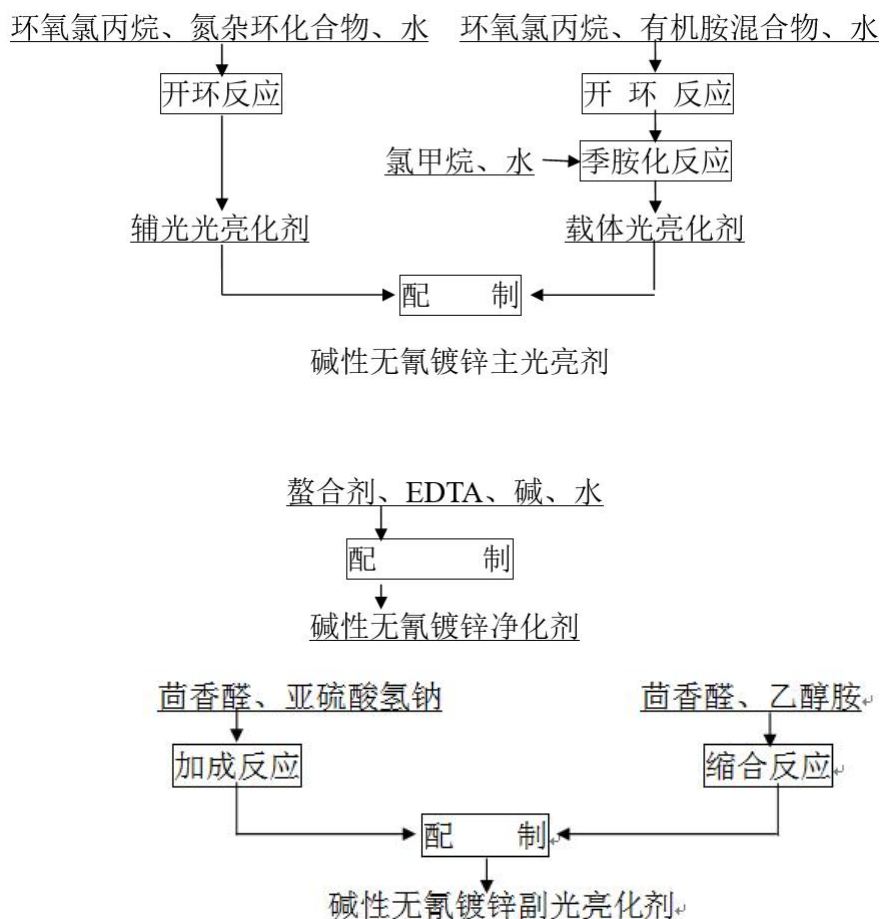 环氧氯丙烷、氮杂环化合物、水 环氧氯丙烷、有机胺混合物、水
开环反应 开 环 反应
氯甲烷、水 季胺化反应
辅光光亮化剂 载体光亮化剂
配 制
碱性无氰镀锌主光亮剂
螯合剂、EDTA、碱、水
配 制
碱性无氰镀锌净化剂
茴香醛、亚硫酸氢钠 茴香醛、乙醇胺
加成反应 缩合反应
配 制
碱性无氰镀锌副光亮化剂